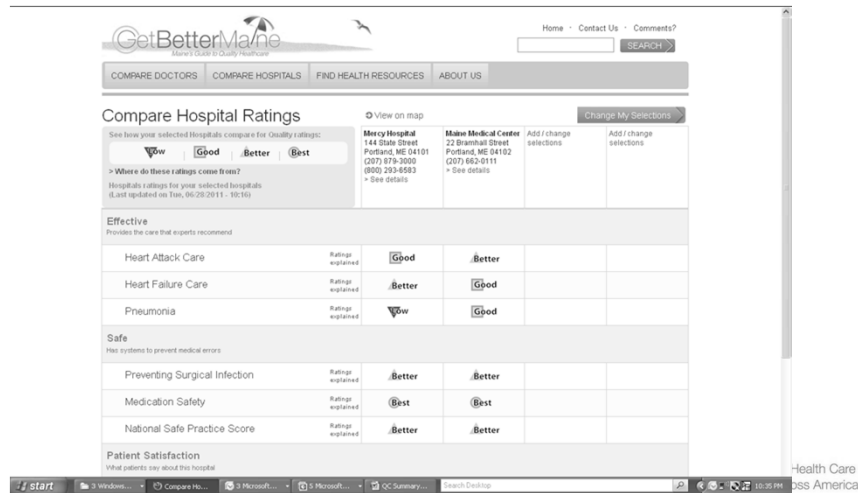 GetBetterMaine
Maine's Guide to Quality Healthcare
Home · Contact Us · Comments?
SEARCH
COMPARE DOCTORS COMPARE HOSPITALS FIND HEALTH RESOURCES ABOUT US
Compare Hospital Ratings
View on map
Change My Selections
See how your selected Hospitals compare for Quality ratings:
Low | Good | Better | Best
> Where do these ratings come from?
Hospitals ratings for your selected hospitals
(Last updated on Tue, 06/28/2011 - 10:16)
Mercy Hospital
144 State Street
Portland, ME 04101
(207) 879-3000
(800) 293-6583
> See details
Maine Medical Center
22 Bramhall Street
Portland, ME 04102
(207) 662-0111
> See details
Add / change
selections
Add / change
selections
Effective
Provides the care that experts recommend
Heart Attack Care Ratings explained Good Better
Heart Failure Care Ratings explained Better Good
Pneumonia Ratings explained Low Good
Safe
Has systems to prevent medical errors
Preventing Surgical Infection Ratings explained Better Better
Medication Safety Ratings explained Best Best
National Safe Practice Score Ratings explained Better Better
Patient Satisfaction
What patients say about this hospital
start 3 Windows... Compare Ho... 3 Microsoft... 5 Microsoft... QC Summary... Search Desktop 10:35 PM
Health Care
oss America